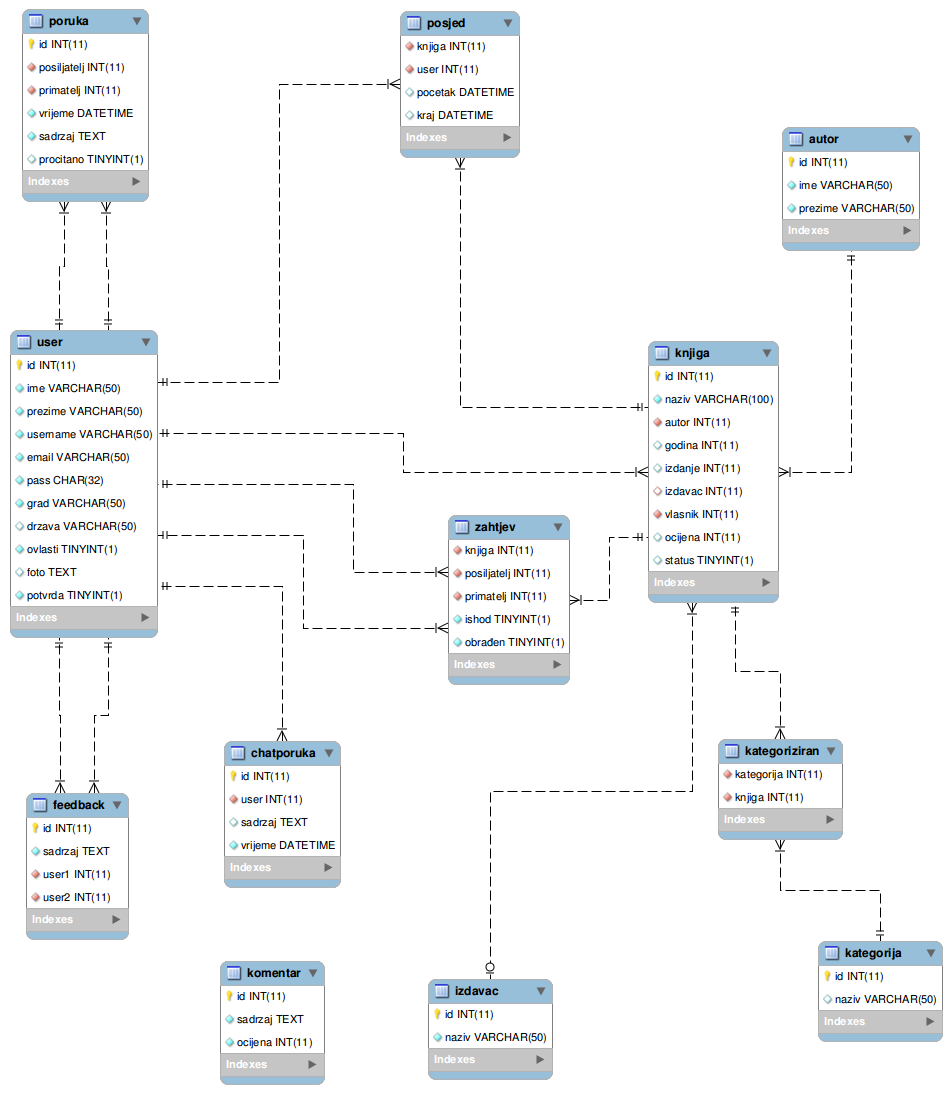 poruka
id INT(11)
posiljatelj INT(11)
primatelj INT(11)
vrijeme DATETIME
sadrzaj TEXT
procitano TINYINT(1)
Indexes
posjed
knjiga INT(11)
user INT(11)
pocetak DATETIME
kraj DATETIME
Indexes
autor
id INT(11)
ime VARCHAR(50)
prezime VARCHAR(50)
Indexes
user
id INT(11)
ime VARCHAR(50)
prezime VARCHAR(50)
username VARCHAR(50)
email VARCHAR(50)
pass CHAR(32)
grad VARCHAR(50)
drzava VARCHAR(50)
ovlasti TINYINT(1)
foto TEXT
potvrda TINYINT(1)
Indexes
knjiga
id INT(11)
naziv VARCHAR(100)
autor INT(11)
godina INT(11)
izdanje INT(11)
izdavac INT(11)
vlasnik INT(11)
ocijena INT(11)
status TINYINT(1)
Indexes
zahtjev
knjiga INT(11)
posiljatelj INT(11)
primatelj INT(11)
ishod TINYINT(1)
obrađen TINYINT(1)
Indexes
chatporuka
id INT(11)
user INT(11)
sadrzaj TEXT
vrijeme DATETIME
Indexes
kategoriziran
kategorija INT(11)
knjiga INT(11)
Indexes
feedback
id INT(11)
sadrzaj TEXT
user1 INT(11)
user2 INT(11)
Indexes
komentar
id INT(11)
sadrzaj TEXT
ocijena INT(11)
Indexes
izdavac
id INT(11)
naziv VARCHAR(50)
Indexes
kategorija
id INT(11)
naziv VARCHAR(50)
Indexes